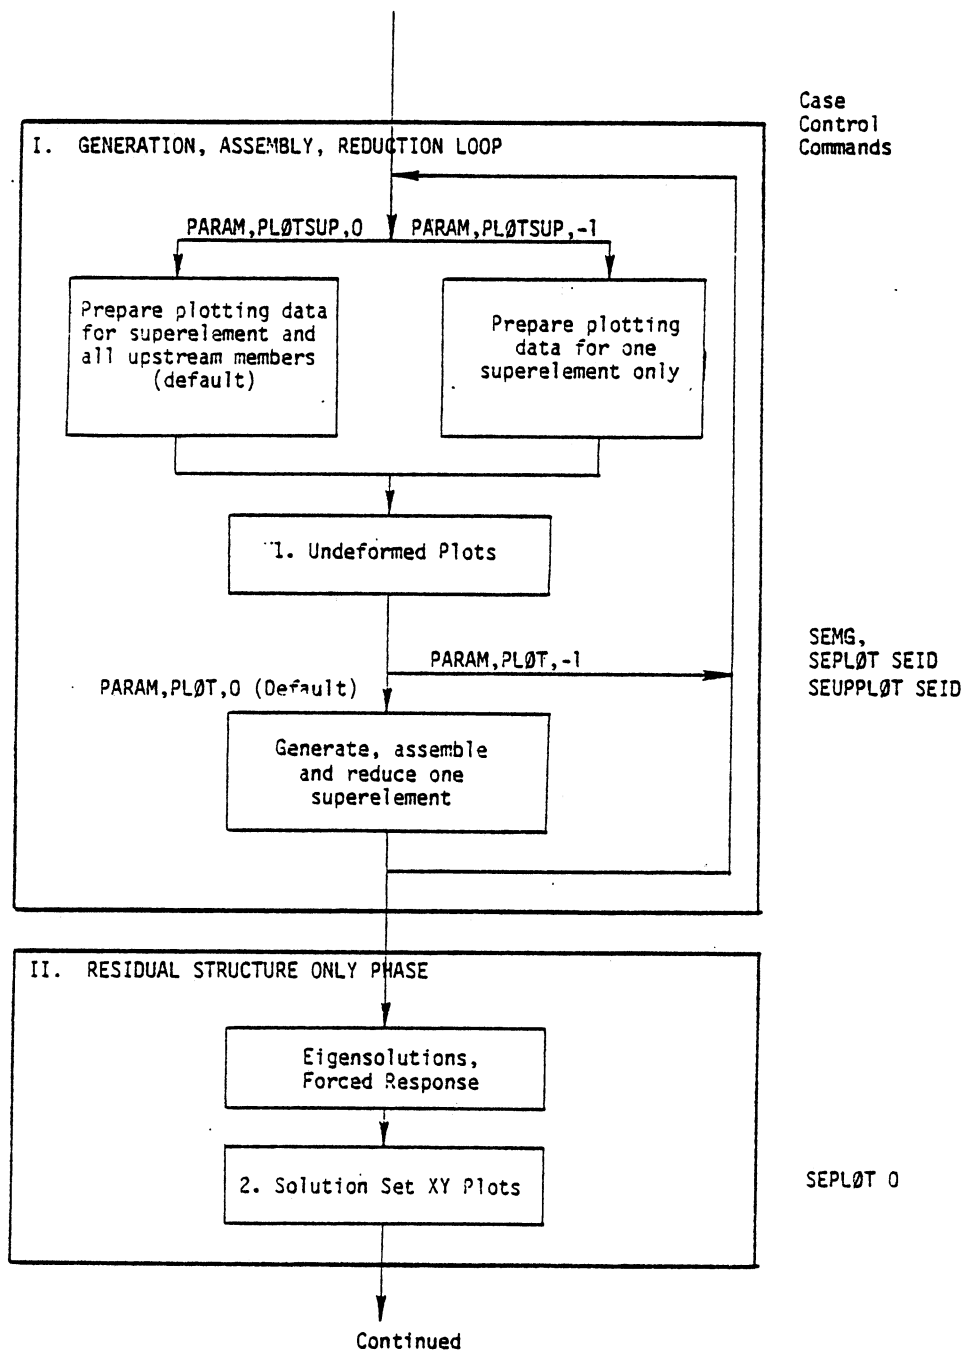 Case
Control
Commands
I. GENERATION, ASSEMBLY, REDUCTION LOOP
PARAM,PLØTSUP,0
PARAM,PLØTSUP,-1
Prepare plotting data
for superelement and
all upstream members
(default)
Prepare plotting
data for one
superelement only
1. Undeformed Plots
PARAM,PLØT,-1
SEMG,
SEPLØT SEID
SEUPPLØT SEID
PARAM,PLØT,0 (Default)
Generate, assemble
and reduce one
superelement
II. RESIDUAL STRUCTURE ONLY PHASE
Eigensolutions,
Forced Response
2. Solution Set XY Plots
SEPLØT 0
Continued